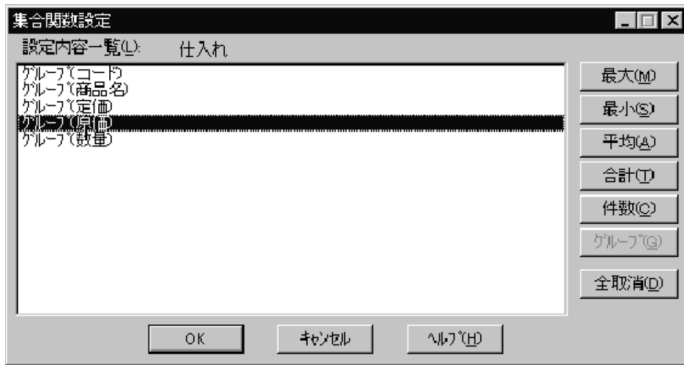 集合関数設定
設定内容一覧(L): 仕入れ
ｸﾞﾙｰﾌﾟ(コード)
ｸﾞﾙｰﾌﾟ(商品名)
ｸﾞﾙｰﾌﾟ(定価)
ｸﾞﾙｰﾌﾟ(原価)
ｸﾞﾙｰﾌﾟ(数量)
最大(M)
最小(S)
平均(A)
合計(T)
件数(C)
ｸﾞﾙｰﾌﾟ(G)
全取消(D)
OK
ｷｬﾝｾﾙ
ﾍﾙﾌﾟ(H)